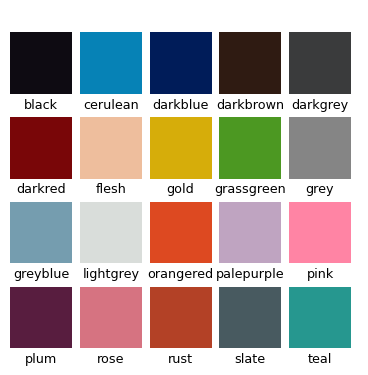 black cerulean darkblue darkbrown darkgrey
darkred flesh gold grassgreen grey
greyblue lightgrey orangered palepurple pink
plum rose rust slate teal